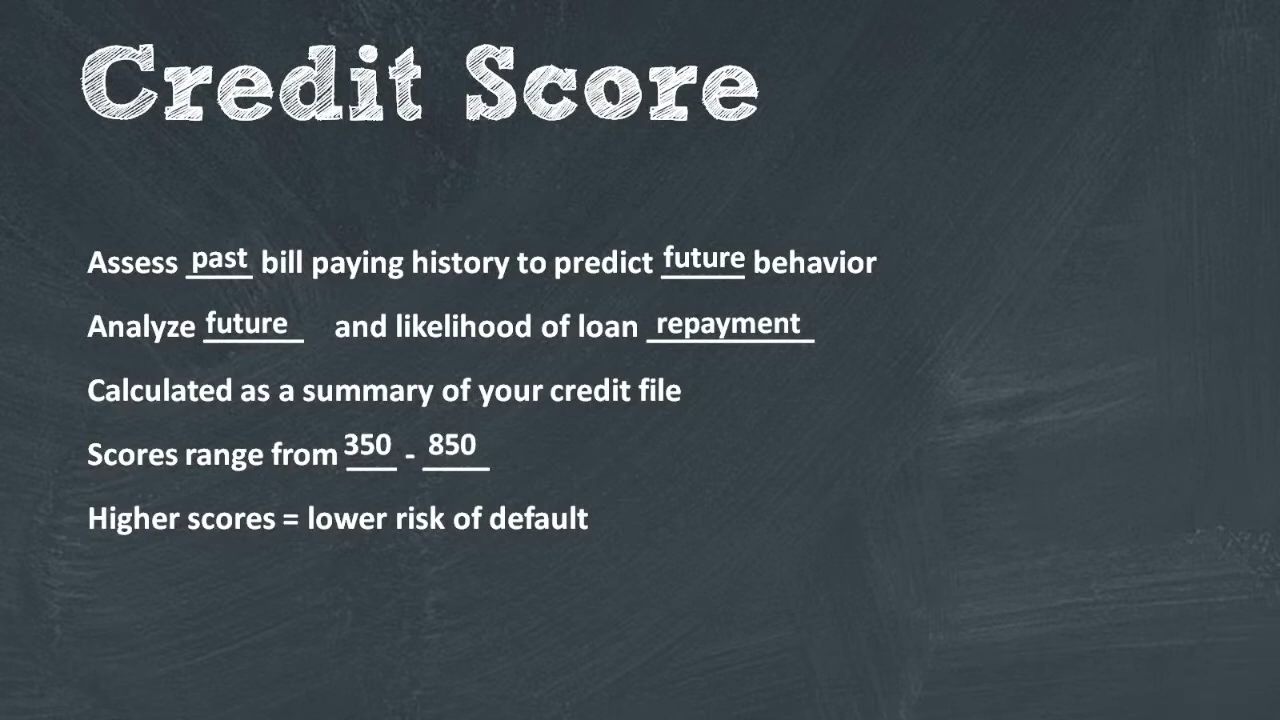 Credit Score
Assess past bill paying history to predict future behavior
Analyze future and likelihood of loan repayment
Calculated as a summary of your credit file
Scores range from 350 - 850
Higher scores = lower risk of default